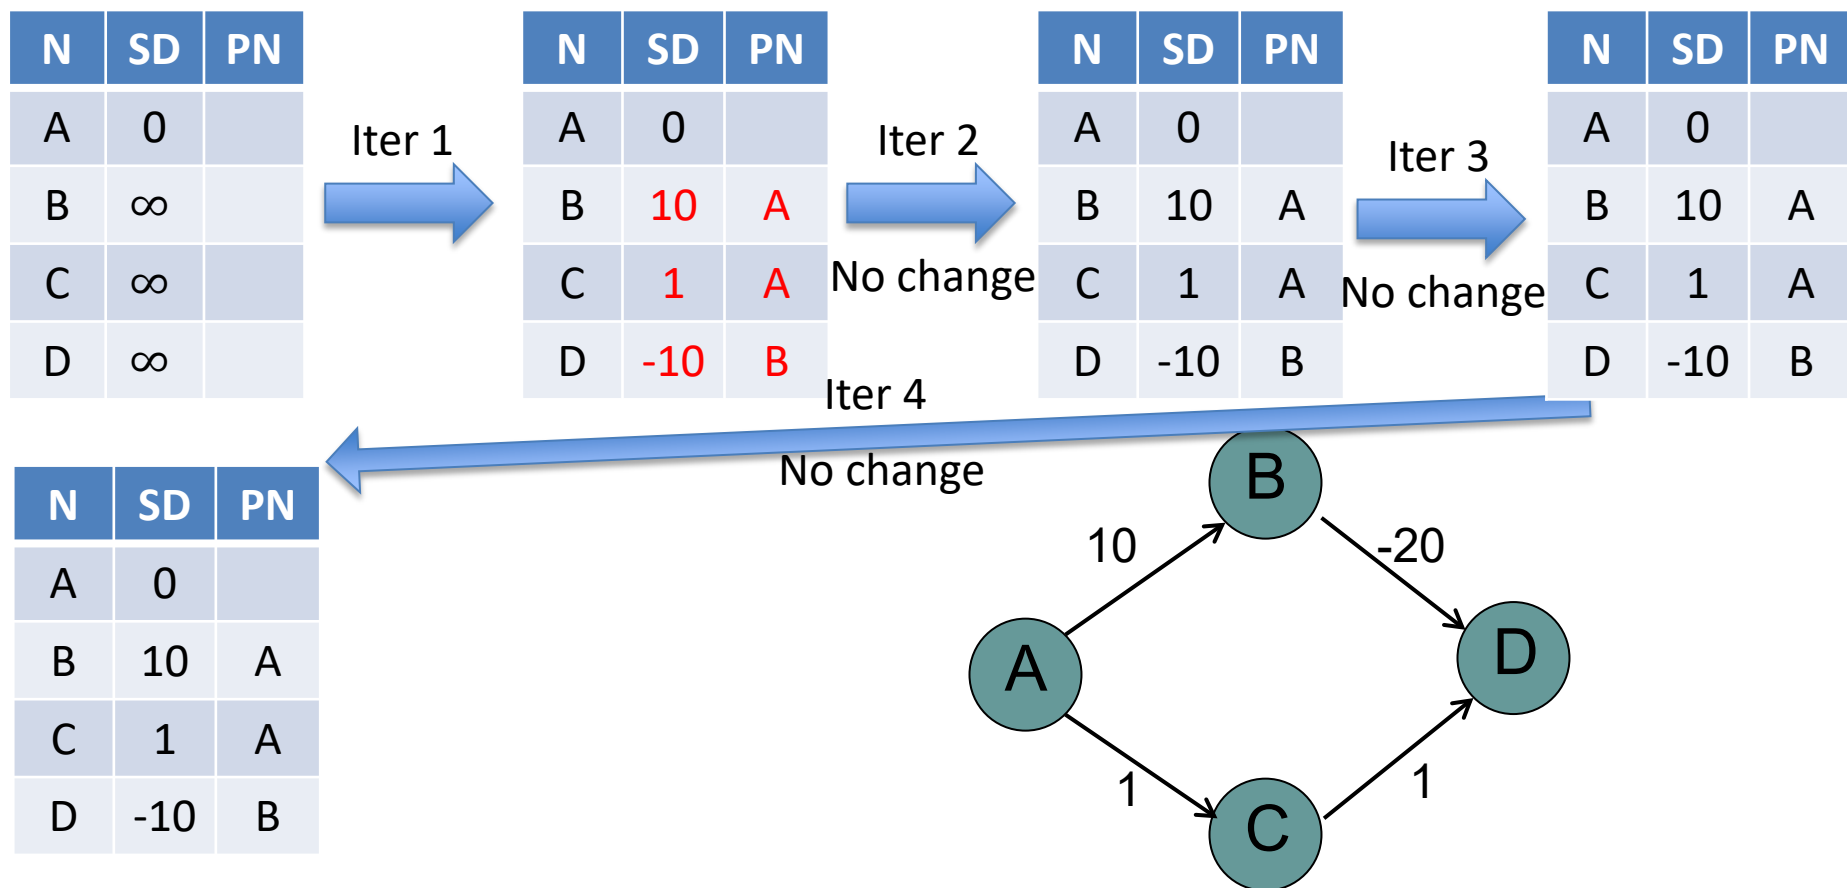 N SD PN
A 0
B ∞
C ∞
D ∞
Iter 1
N SD PN
A 0
B 10 A
C 1 A
D -10 B
Iter 2
No change
N SD PN
A 0
B 10 A
C 1 A
D -10 B
Iter 3
No change
N SD PN
A 0
B 10 A
C 1 A
D -10 B
Iter 4
No change
N SD PN
A 0
B 10 A
C 1 A
D -10 B
B
10
-20
A
D
1
1
C